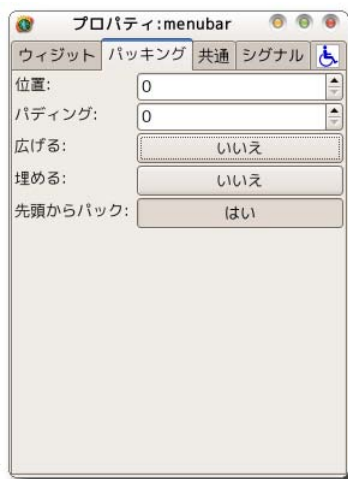 プロパティ:menubar
ウィジット パッキング 共通 シグナル
位置: 0
パディング: 0
広げる: いいえ
埋める: いいえ
先頭からパック: はい